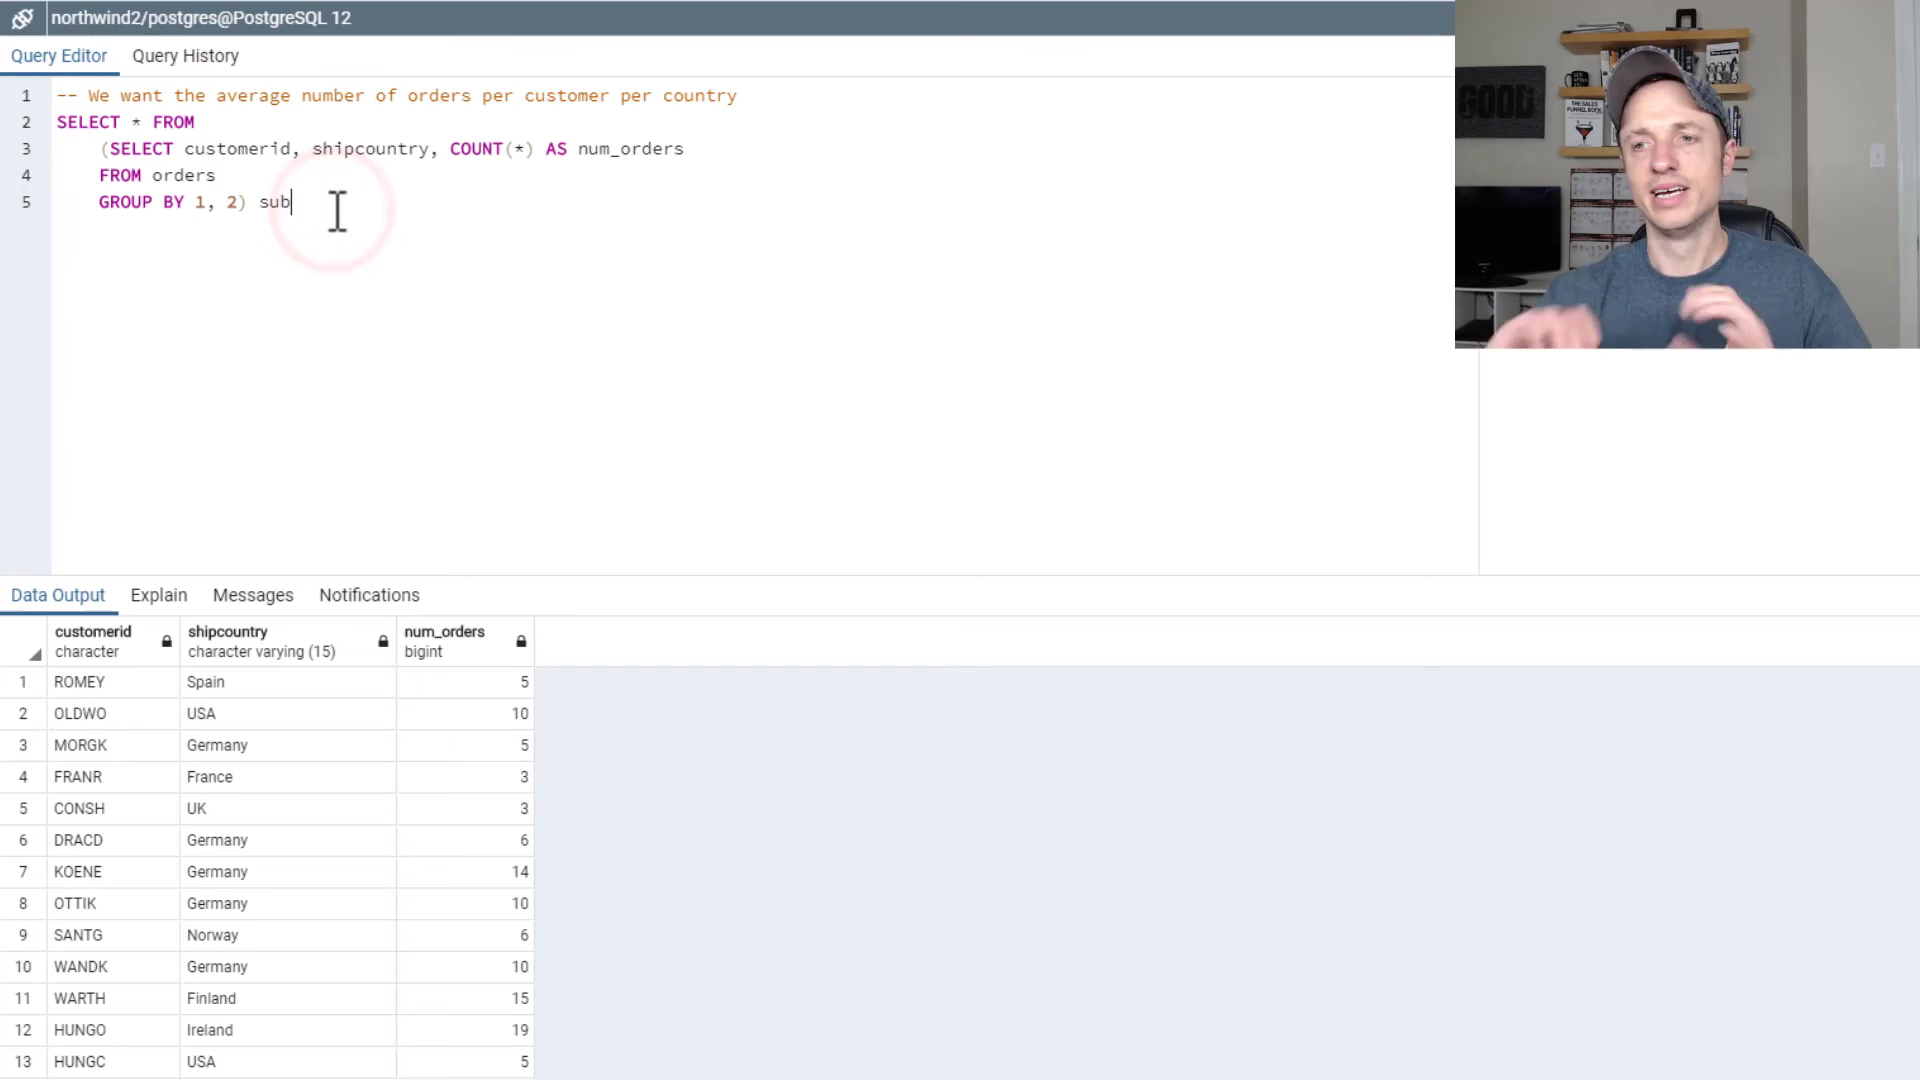 northwind2/postgres@PostgreSQL 12
Query Editor Query History
1 -- We want the average number of orders per customer per country
2 SELECT * FROM
3 (SELECT customerid, shipcountry, COUNT(*) AS num_orders
4 FROM orders
5 GROUP BY 1, 2) sub
GOOD
THE SALES
FUNNEL BOOK
Data Output Explain Messages Notifications
customerid shipcountry num_orders
character character varying (15) bigint
1 ROMEY Spain 5
2 OLDWO USA 10
3 MORGK Germany 5
4 FRANR France 3
5 CONSH UK 3
6 DRACD Germany 6
7 KOENE Germany 14
8 OTTIK Germany 10
9 SANTG Norway 6
10 WANDK Germany 10
11 WARTH Finland 15
12 HUNGO Ireland 19
13 HUNGC USA 5